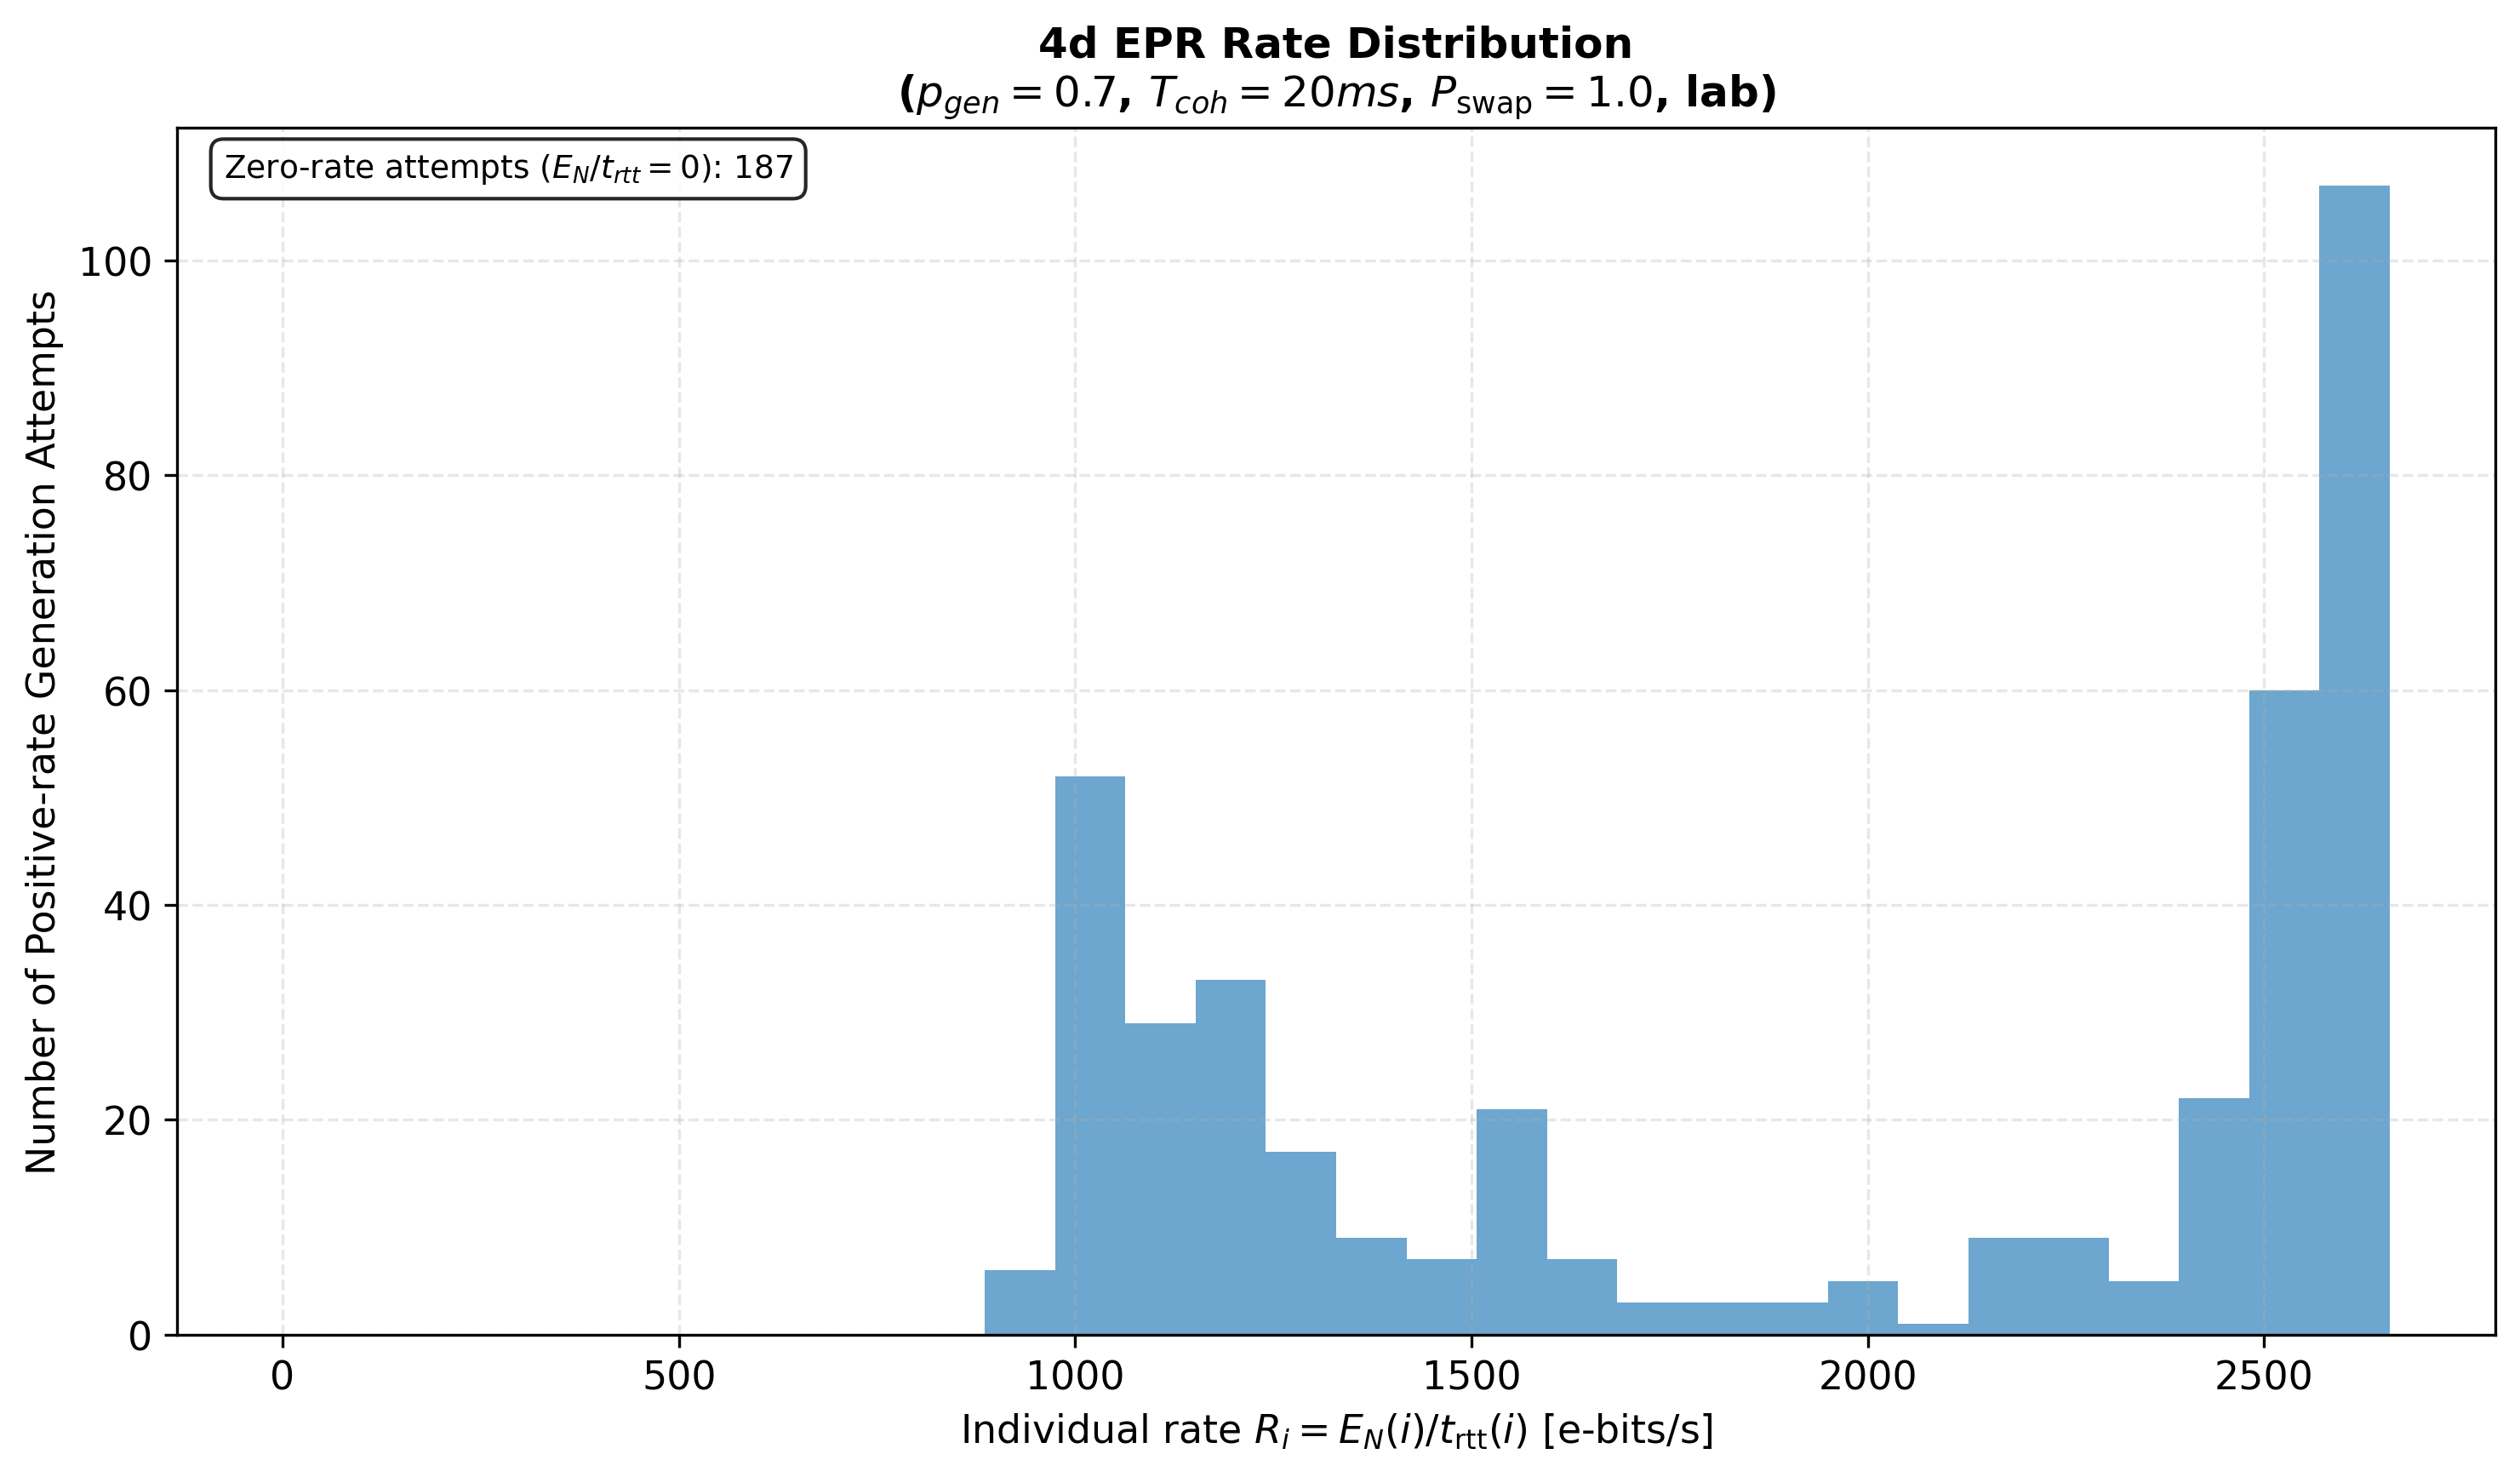 4d EPR Rate Distribution
(p_gen = 0.7, T_coh = 20ms, P_swap = 1.0, lab)
Zero-rate attempts (E_N/t_rtt = 0): 187
Number of Positive-rate Generation Attempts
100
80
60
40
20
0
0 500 1000 1500 2000 2500
Individual rate R_i = E_N(i)/t_rtt(i) [e-bits/s]